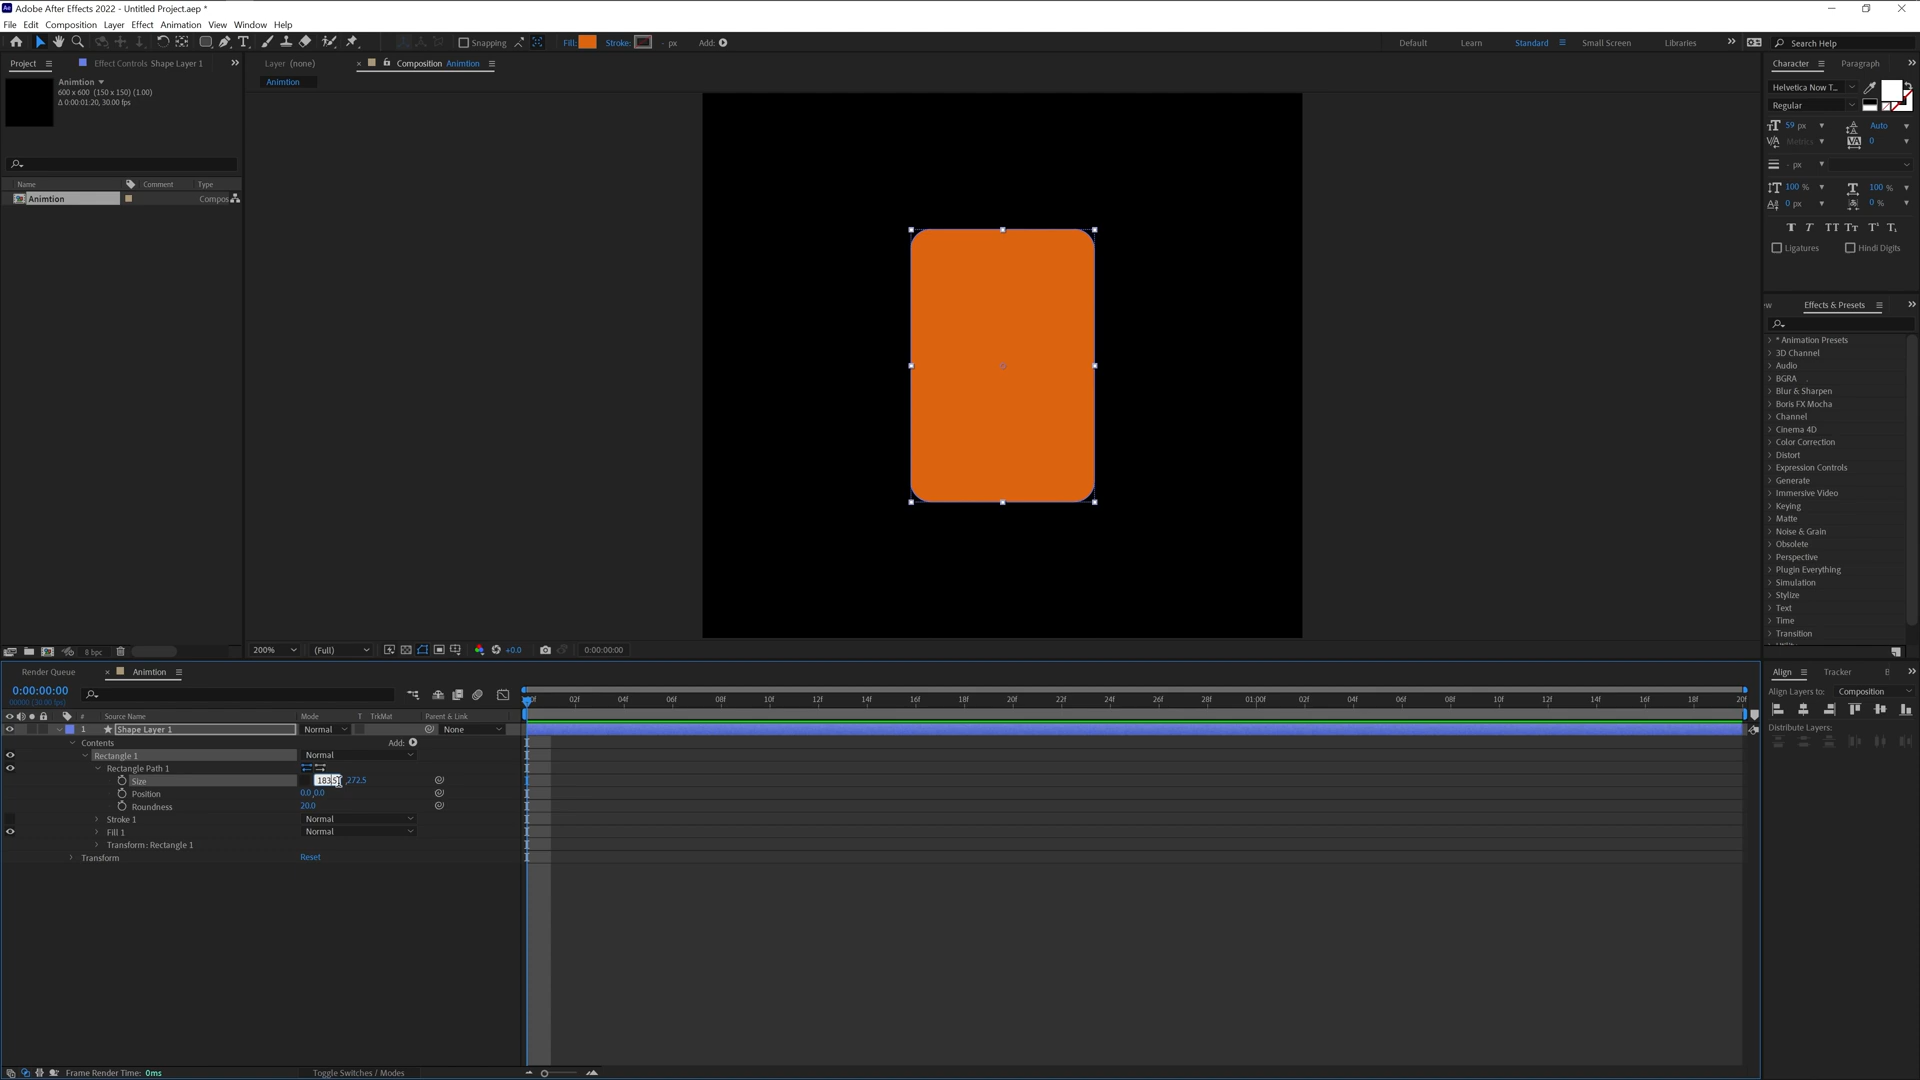 Adobe After Effects 2022 - Untitled Project.aep *
File Edit Composition Layer Effect Animation View Window Help
Snapping Fill: Stroke: - px Add: Default Learn Standard Small Screen Libraries Search Help
Project Effect Controls Shape Layer 1 Layer (none) Composition Animtion Character Paragraph
Animtion
600 x 600 (150 x 150) (1.00)
Δ 0:00:01:20, 30.00 fps
Animtion
Helvetica Now T...
Regular
59 px Auto
Metrics 0
- px
100 % 100 %
0 px 0 %
Ligatures Hindi Digits
Name Comment Type
Animtion Compos
Effects & Presets
* Animation Presets
3D Channel
Audio
BGRA
Blur & Sharpen
Boris FX Mocha
Channel
Cinema 4D
Color Correction
Distort
Expression Controls
Generate
Immersive Video
Keying
Matte
Noise & Grain
Obsolete
Perspective
Plugin Everything
Simulation
Stylize
Text
Time
Transition
8 bpc 200% (Full) +0.0 0:00:00:00
Render Queue Animtion Align Tracker
0:00:00:00
00000 (30.00 fps)
02f 04f 06f 08f 10f 12f 14f 16f 18f 20f 22f 24f 26f 28f 01:00f 02f 04f 06f 08f 10f 12f 14f 16f 18f 20f
Align Layers to: Composition
Distribute Layers:
# Source Name Mode T TrkMat Parent & Link
1 Shape Layer 1 Normal None
Contents Add:
Rectangle 1 Normal
Rectangle Path 1
Size 183.5 ,272.5
Position 0.0,0.0
Roundness 20.0
Stroke 1 Normal
Fill 1 Normal
Transform: Rectangle 1
Transform Reset
Frame Render Time: 0ms Toggle Switches / Modes